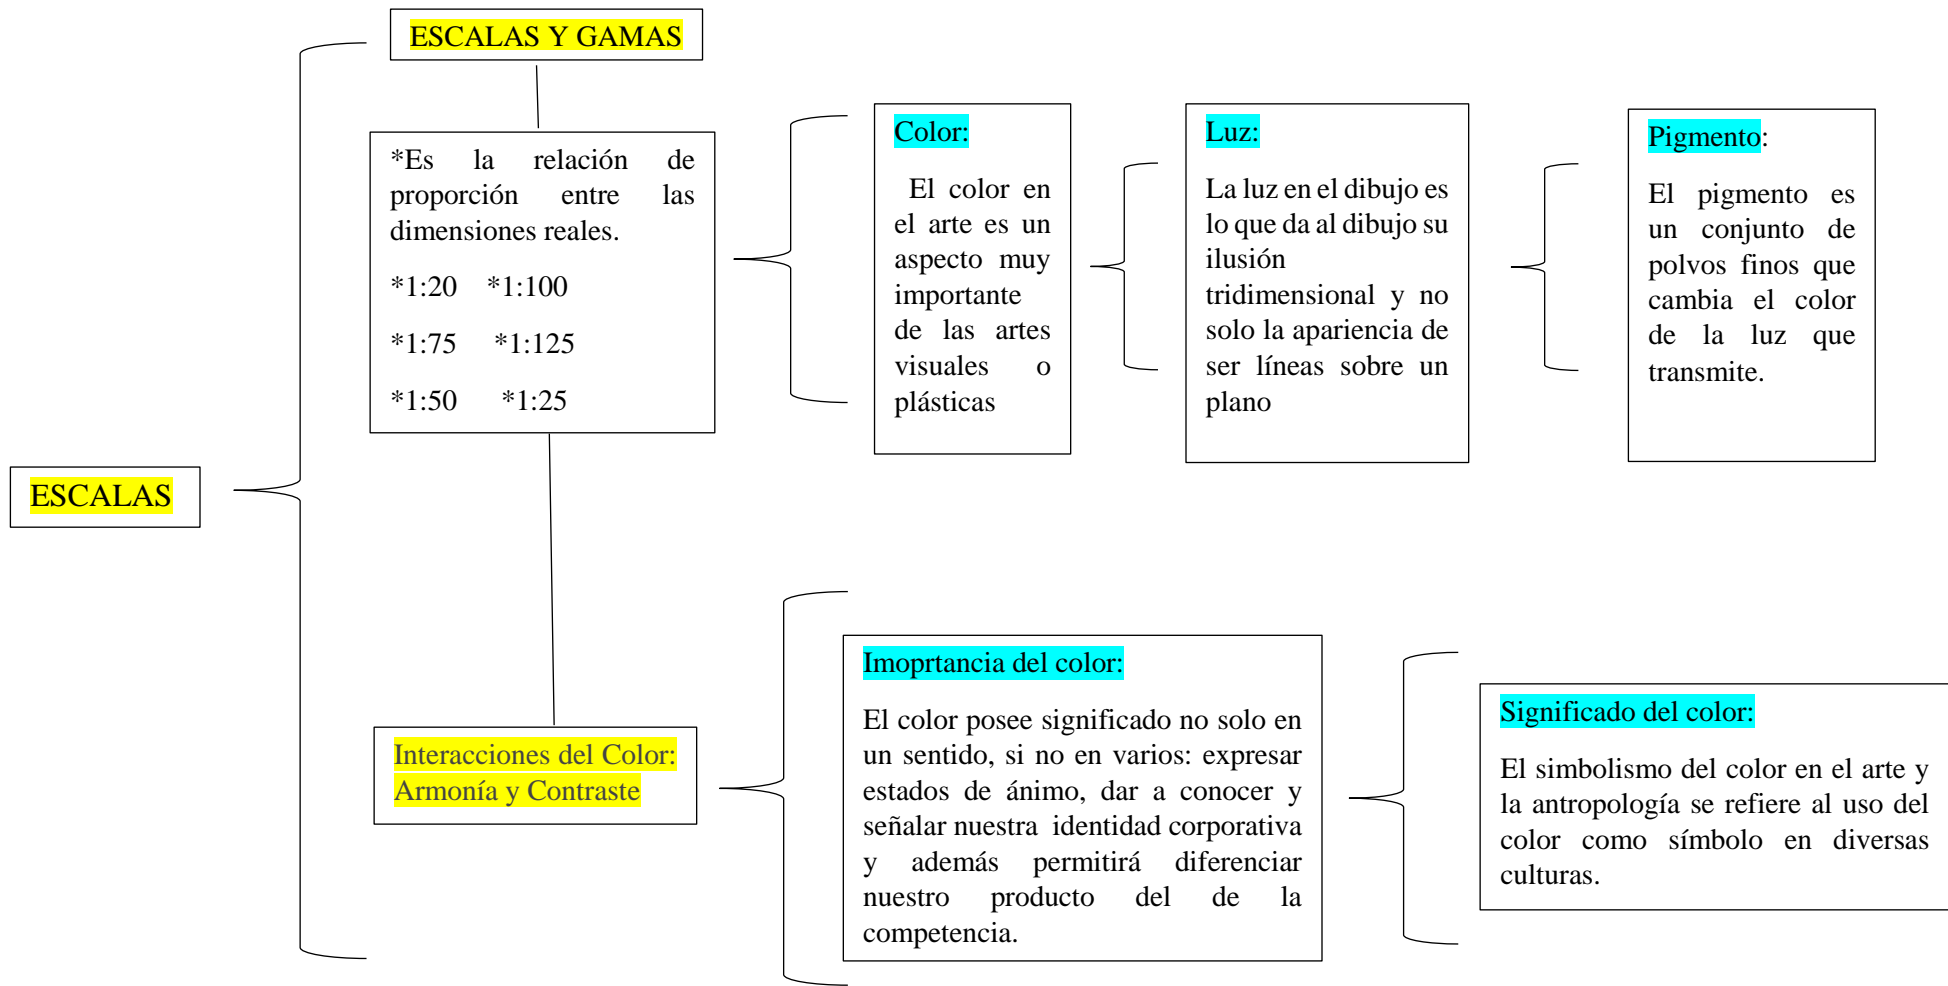 ESCALAS
ESCALAS Y GAMAS
*Es la relación de
proporción entre las
dimensiones reales.
*1:20 *1:100
*1:75 *1:125
*1:50 *1:25
Color:
El color en
el arte es un
aspecto muy
importante
de las artes
visuales o
plásticas
Luz:
La luz en el dibujo es
lo que da al dibujo su
ilusión
tridimensional y no
solo la apariencia de
ser líneas sobre un
plano
Pigmento:
El pigmento es
un conjunto de
polvos finos que
cambia el color
de la luz que
transmite.
Interacciones del Color:
Armonía y Contraste
Imoprtancia del color:
El color posee significado no solo en
un sentido, si no en varios: expresar
estados de ánimo, dar a conocer y
señalar nuestra identidad corporativa
y además permitirá diferenciar
nuestro producto del de la
competencia.
Significado del color:
El simbolismo del color en el arte y
la antropología se refiere al uso del
color como símbolo en diversas
culturas.